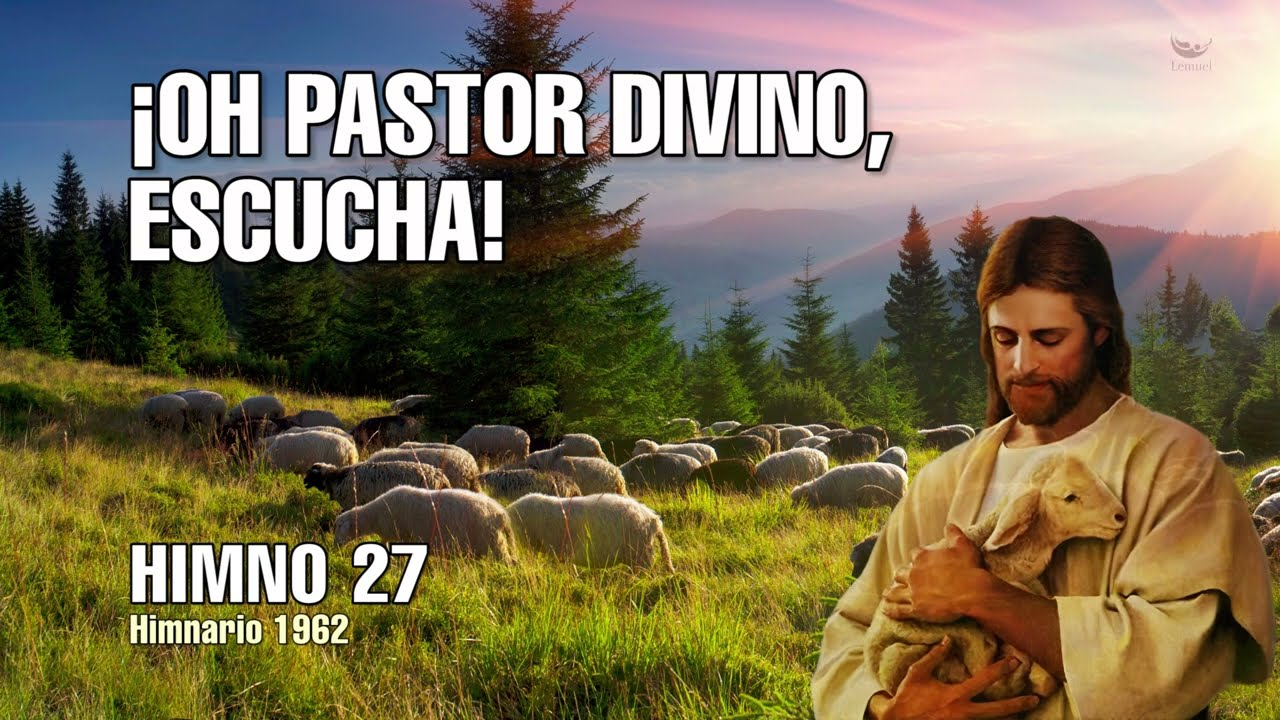 ¡OH PASTOR DIVINO,
ESCUCHA!
HIMNO 27
Himnario 1962
Lemuel